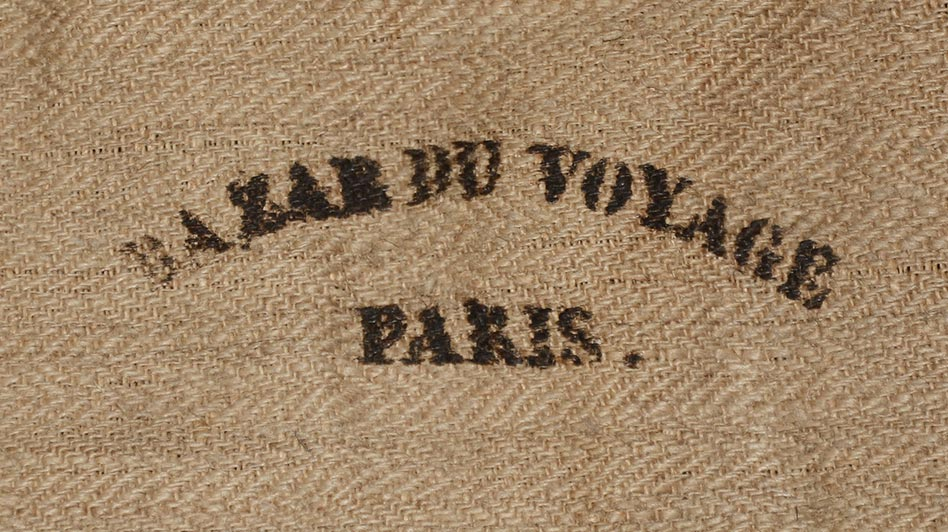 BAZAR DU VOYAGE
PARIS.